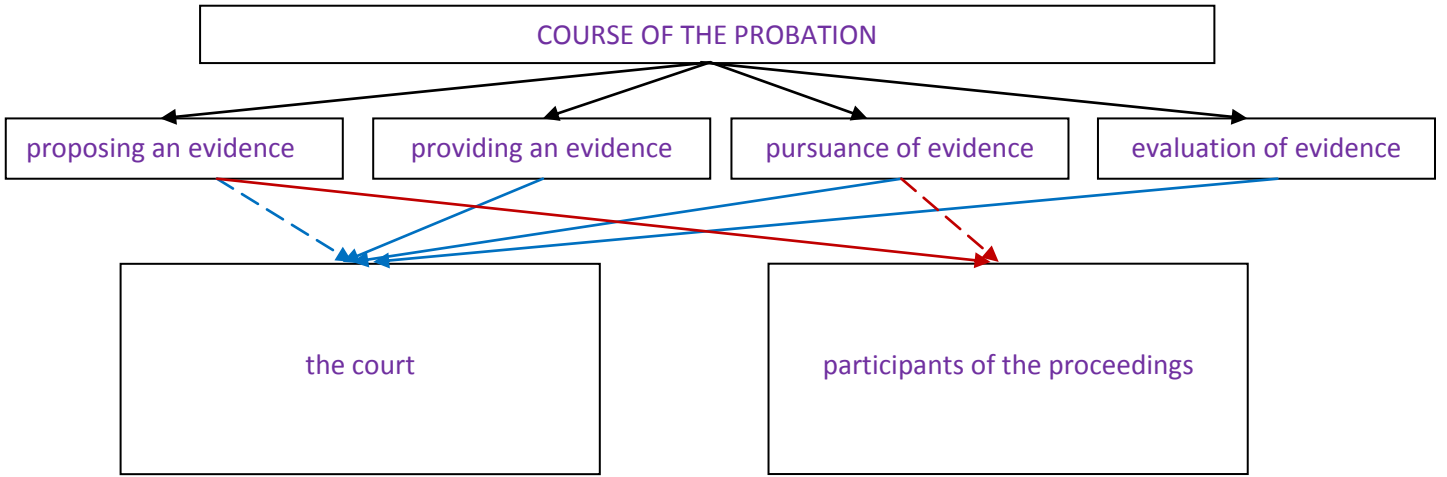 COURSE OF THE PROBATION
proposing an evidence
providing an evidence
pursuance of evidence
evaluation of evidence
the court
participants of the proceedings